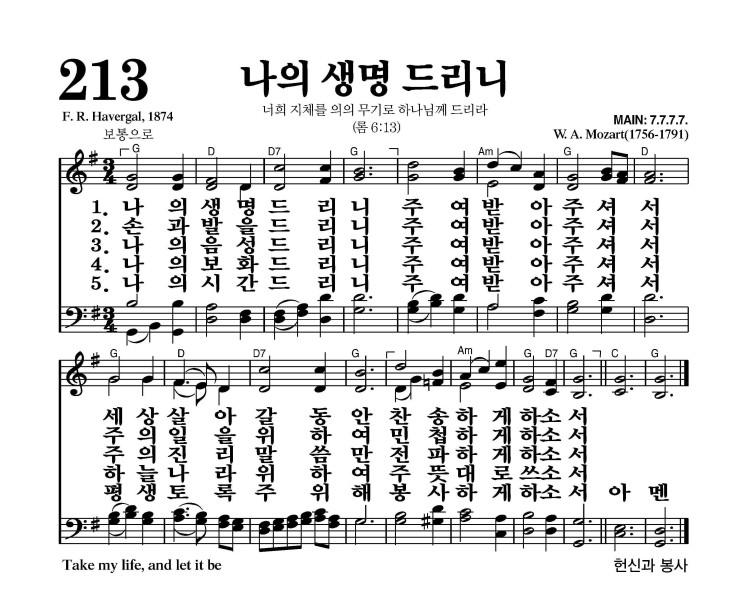 213 나의 생명 드리니
F. R. Havergal, 1874
너희 지체를 의의 무기로 하나님께 드리라
(롬 6:13)
보통으로
MAIN: 7.7.7.7.
W. A. Mozart(1756-1791)
G D D7 G G Am G D
3/4
1. 나 의 생 명 드 리 니 주 여 받 아 주 셔 서
2. 손 과 발 을 드 리 니 주 여 받 아 주 셔 서
3. 나 의 음 성 드 리 니 주 여 받 아 주 셔 서
4. 나 의 보 화 드 리 니 주 여 받 아 주 셔 서
5. 나 의 시 간 드 리 니 주 여 받 아 주 셔 서
3/4
G D D7 G G Am G D7 G C G
세 상 살 아 갈 동 안 찬 송 하 게 하 소 서
주 의 일 을 위 하 여 민 첩 하 게 하 소 서
주 의 진 리 말 씀 만 전 파 하 게 하 소 서
하 늘 나 라 위 하 여 주 뜻 대 로 쓰 소 서
평 생 토 록 주 위 해 봉 사 하 게 하 소 서 아 멘
Take my life, and let it be
헌신과 봉사